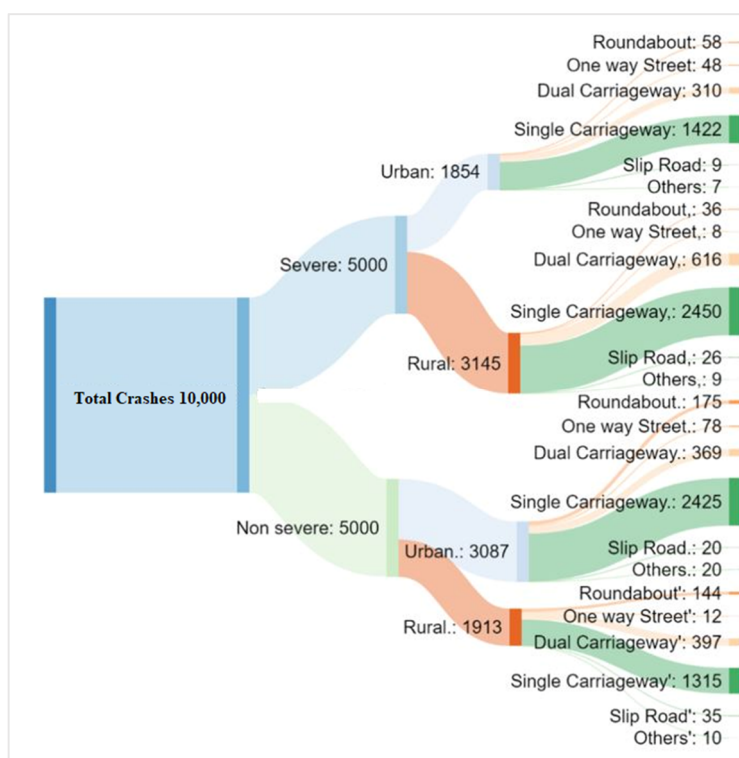 Roundabout: 58
One way Street: 48
Dual Carriageway: 310
Single Carriageway: 1422
Slip Road: 9
Others: 7
Urban: 1854
Roundabout,: 36
One way Street,: 8
Dual Carriageway,: 616
Single Carriageway,: 2450
Slip Road,: 26
Others,: 9
Severe: 5000
Rural: 3145
Total Crashes 10,000
Roundabout.: 175
One way Street.: 78
Dual Carriageway.: 369
Single Carriageway.: 2425
Slip Road.: 20
Others.: 20
Non severe: 5000
Urban.: 3087
Roundabout': 144
One way Street': 12
Rural.: 1913
Dual Carriageway': 397
Single Carriageway': 1315
Slip Road': 35
Others': 10